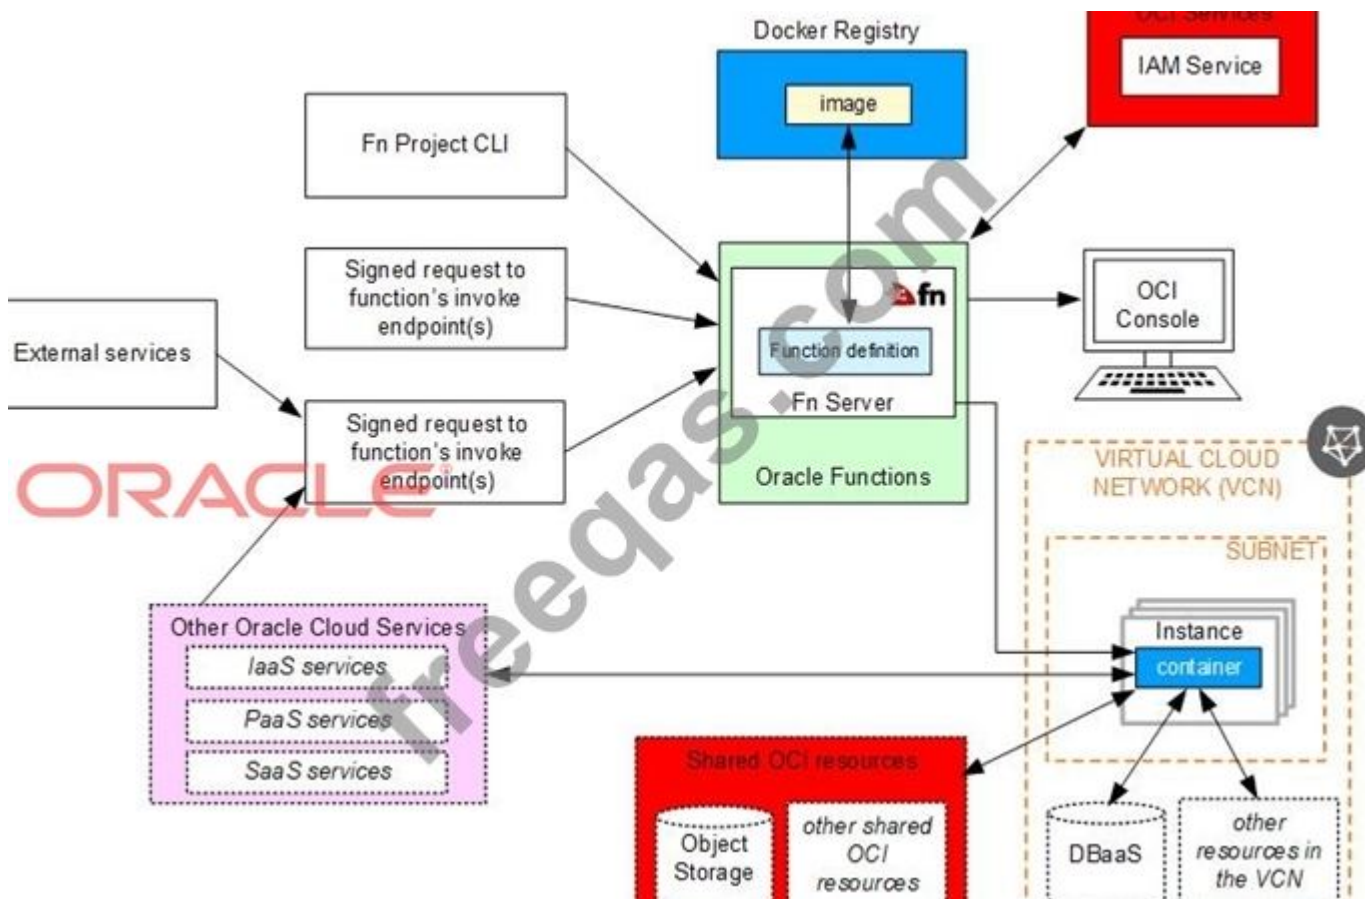 Docker Registry
image
OCI Services
IAM Service
Fn Project CLI
Signed request to
function's invoke
endpoint(s)
fn
Function definition
Fn Server
Oracle Functions
OCI
Console
External services
Signed request to
function's invoke
endpoint(s)
ORACLE®
VIRTUAL CLOUD
NETWORK (VCN)
SUBNET
Instance
container
Other Oracle Cloud Services
IaaS services
PaaS services
SaaS services
Shared OCI resources
Object
Storage
other shared
OCI
resources
DBaaS
other
resources in
the VCN
freeqas.com